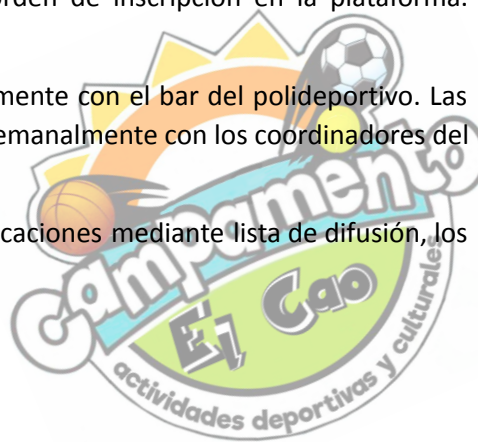 orden de inscripción en la plataforma.
mente con el bar del polideportivo. Las
emanalmente con los coordinadores del
caciones mediante lista de difusión, los
Campamento
El Cao
actividades deportivas y culturales